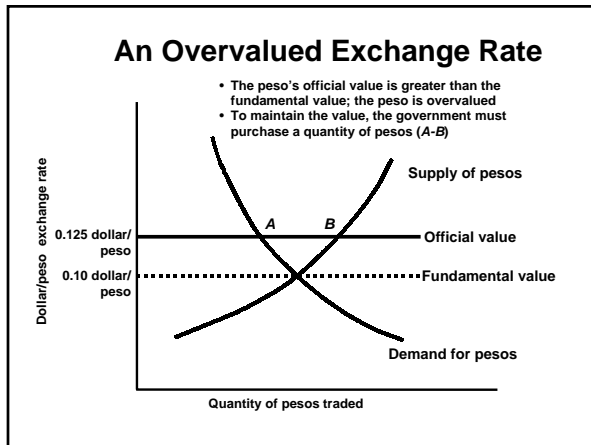 An Overvalued Exchange Rate
• The peso's official value is greater than the
fundamental value; the peso is overvalued
• To maintain the value, the government must
purchase a quantity of pesos (A-B)
Supply of pesos
A
B
Official value
0.125 dollar/
peso
Fundamental value
0.10 dollar/
peso
Dollar/peso exchange rate
Demand for pesos
Quantity of pesos traded